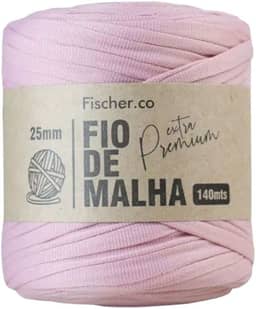 Fischer.co
25mm
FIO
DE
MALHA
extra
Premium
140mts